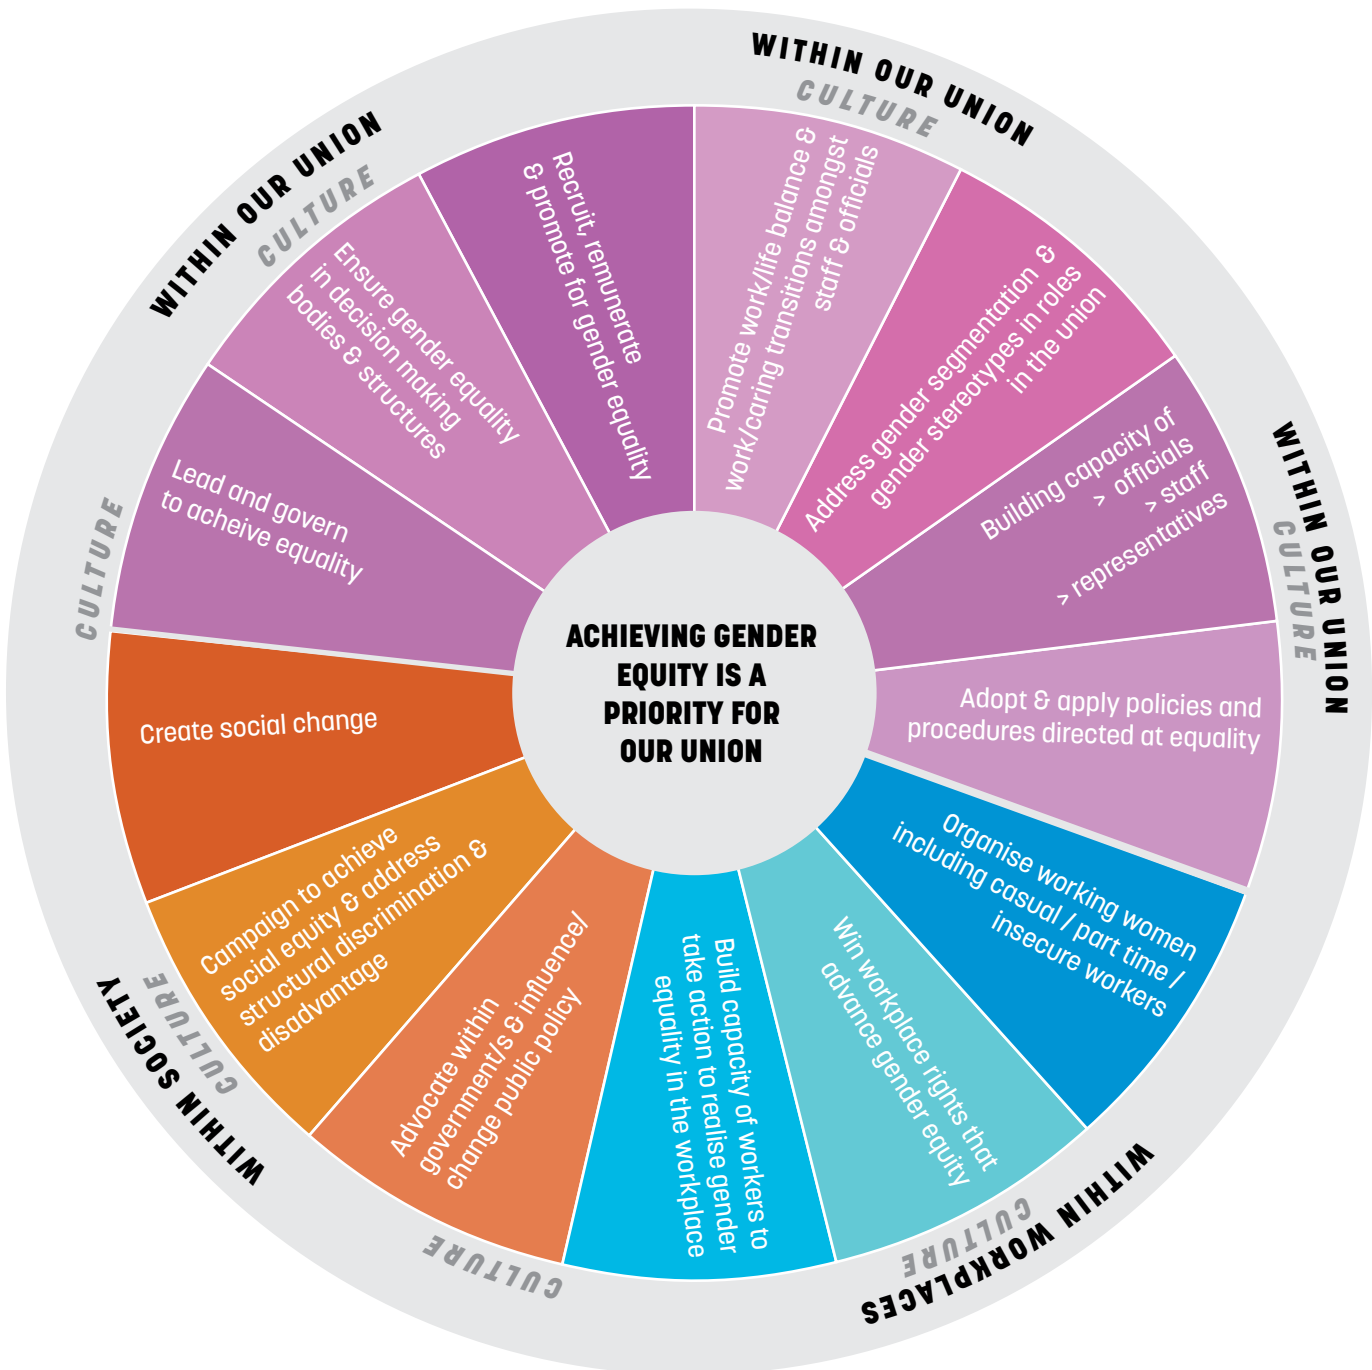 ACHIEVING GENDER
EQUITY IS A
PRIORITY FOR
OUR UNION
WITHIN OUR UNION
CULTURE
Promote work/life balance &
work/caring transitions amongst
staff & officials
Address gender segmentation &
gender stereotypes in roles
in the union
WITHIN OUR UNION
CULTURE
Building capacity of
> officials
> staff
> representatives
Adopt & apply policies and
procedures directed at equality
Organise working women
including casual / part time /
insecure workers
WITHIN WORKPLACES
CULTURE
Win workplace rights that
advance gender equity
Build capacity of workers to
take action to realise gender
equality in the workplace
CULTURE
Advocate within
government/s & influence/
change public policy
WITHIN SOCIETY
CULTURE
Campaign to achieve
social equity & address
structural discrimination &
disadvantage
Create social change
CULTURE
Lead and govern
to acheive equality
WITHIN OUR UNION
CULTURE
Ensure gender equality
in decision making
bodies & structures
Recruit, remunerate
& promote for gender equality